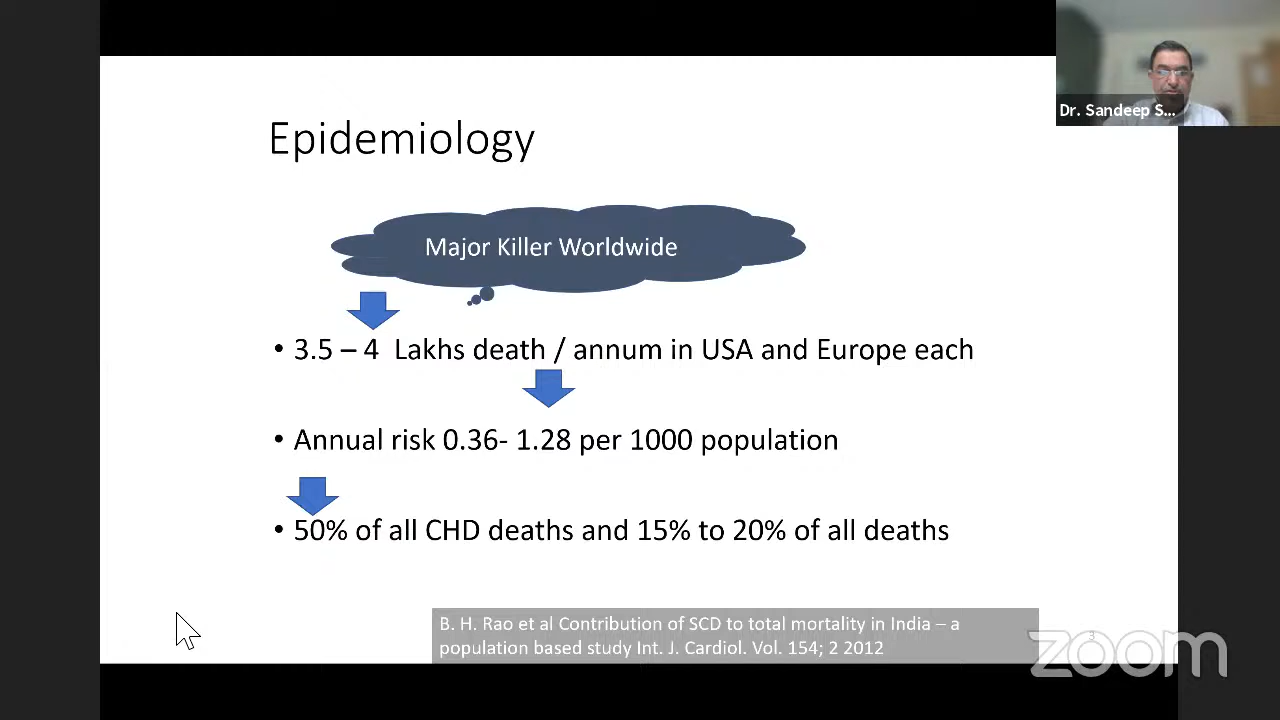 Dr. Sandeep S...
Epidemiology
Major Killer Worldwide
• 3.5 – 4 Lakhs death / annum in USA and Europe each
• Annual risk 0.36- 1.28 per 1000 population
• 50% of all CHD deaths and 15% to 20% of all deaths
B. H. Rao et al Contribution of SCD to total mortality in India – a
population based study Int. J. Cardiol. Vol. 154; 2 2012
3
zoom